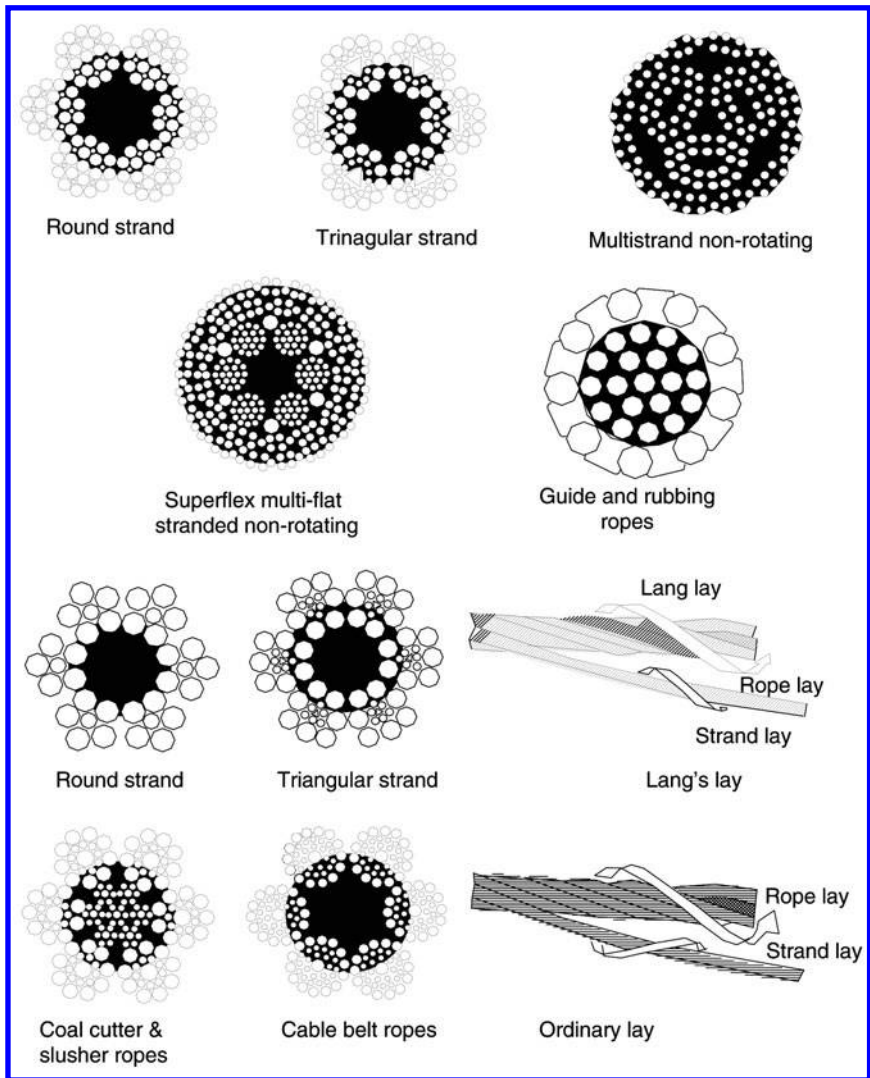 Round strand
Trinagular strand
Multistrand non-rotating
Superflex multi-flat
stranded non-rotating
Guide and rubbing
ropes
Lang lay
Rope lay
Strand lay
Round strand
Triangular strand
Lang's lay
Rope lay
Strand lay
Coal cutter &
slusher ropes
Cable belt ropes
Ordinary lay